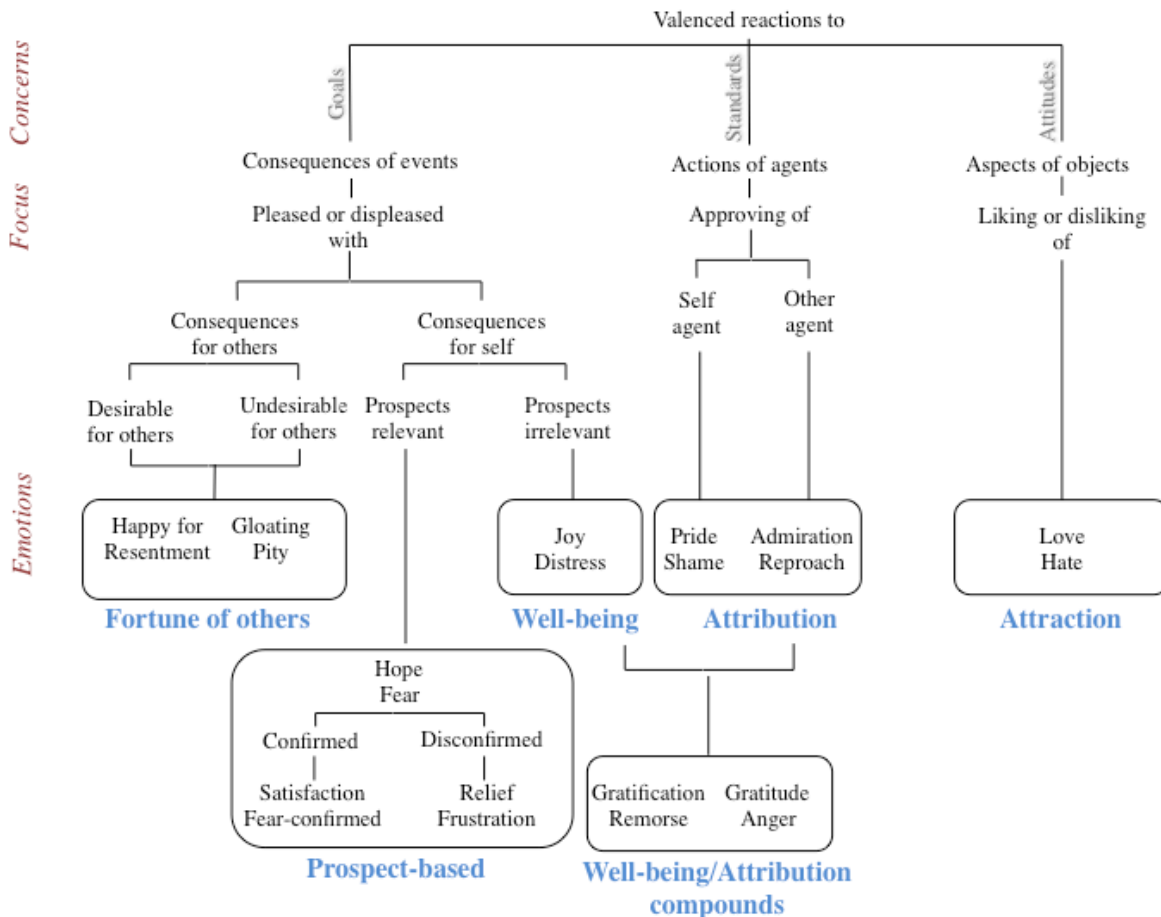 Valenced reactions to
Concerns
Goals
Standards
Attitudes
Consequences of events
Actions of agents
Aspects of objects
Focus
Pleased or displeased
with
Approving of
Liking or disliking
of
Consequences
for others
Consequences
for self
Self
agent
Other
agent
Desirable
for others
Undesirable
for others
Prospects
relevant
Prospects
irrelevant
Emotions
Happy for
Resentment
Gloating
Pity
Joy
Distress
Pride
Shame
Admiration
Reproach
Love
Hate
Fortune of others
Well-being
Attribution
Attraction
Hope
Fear
Confirmed
Disconfirmed
Satisfaction
Fear-confirmed
Relief
Frustration
Gratification
Remorse
Gratitude
Anger
Prospect-based
Well-being/Attribution
compounds